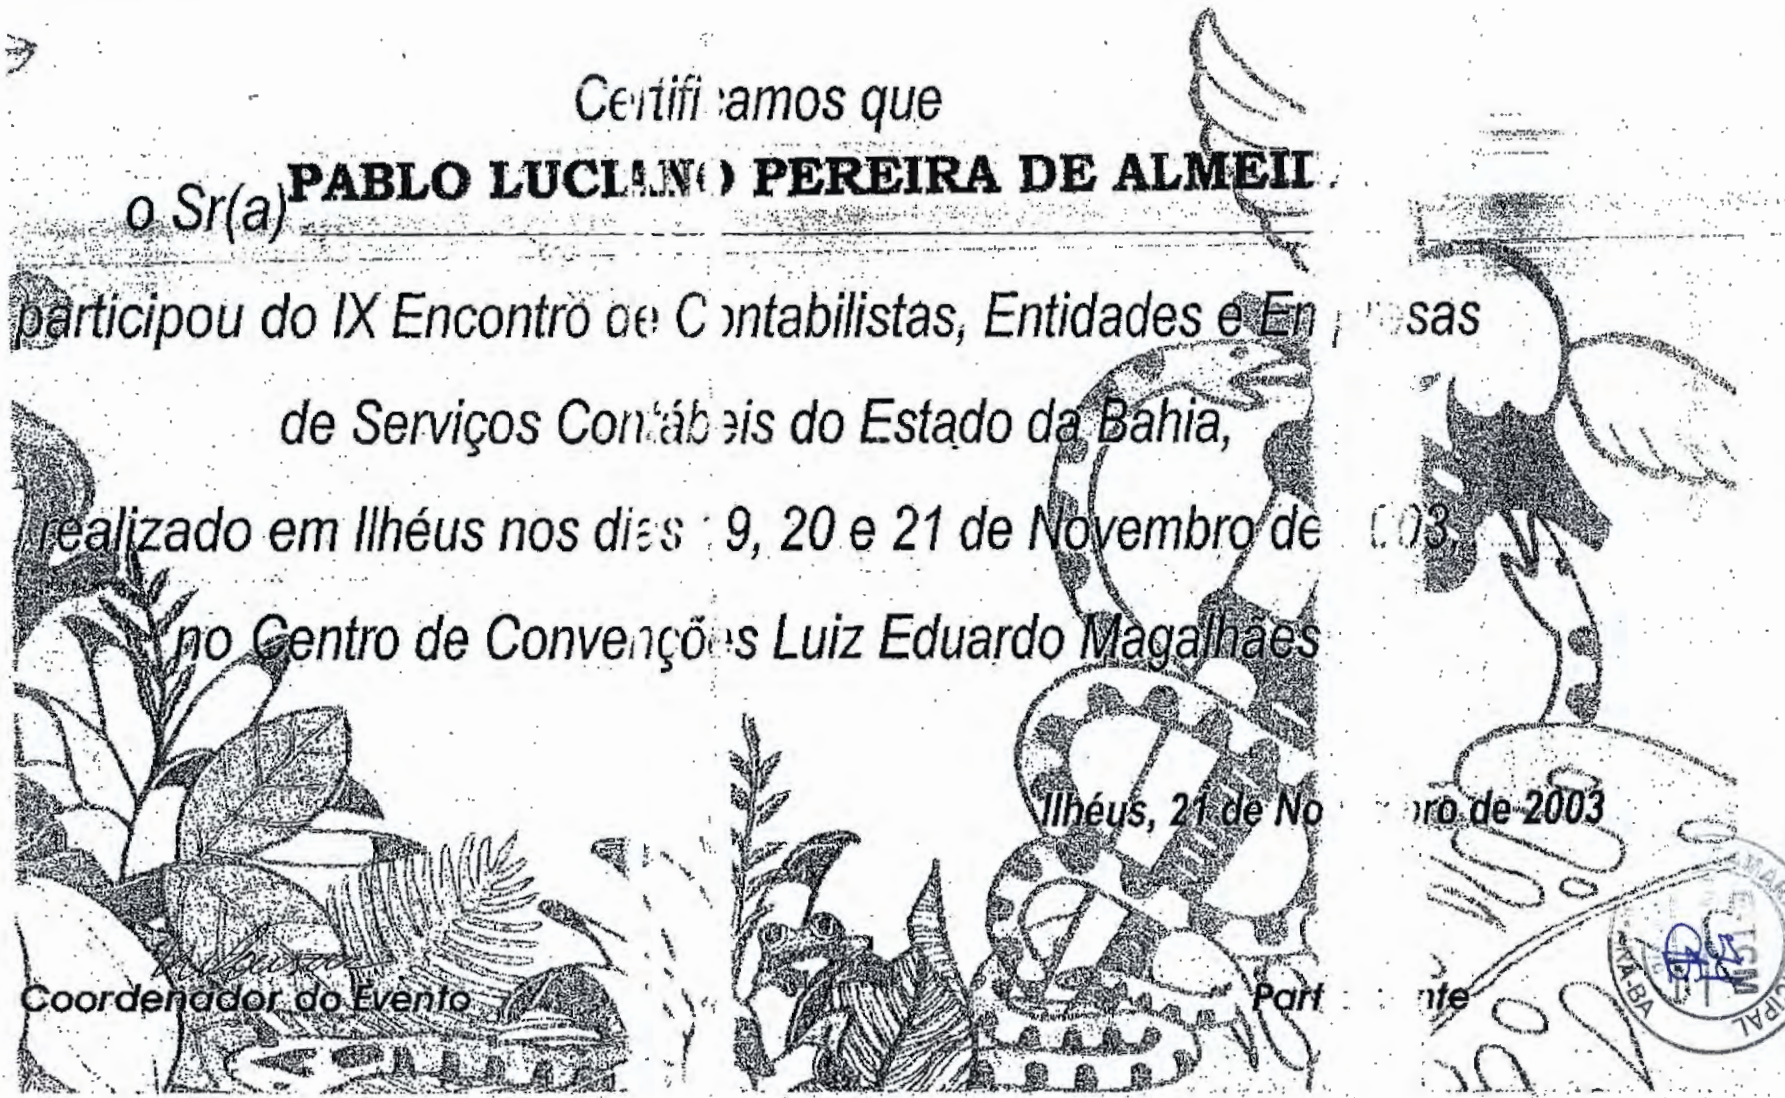 Certificamos que
o Sr(a) PABLO LUCIANO PEREIRA DE ALMEI
participou do IX Encontro de Contabilistas, Entidades e Empresas
de Serviços Contábeis do Estado da Bahia,
realizado em Ilhéus nos dias 19, 20 e 21 de Novembro de 2003,
no Centro de Convenções Luiz Eduardo Magalhães
Ilhéus, 21 de Novembro de 2003
Coordenador do Evento
Participante
E-TCM